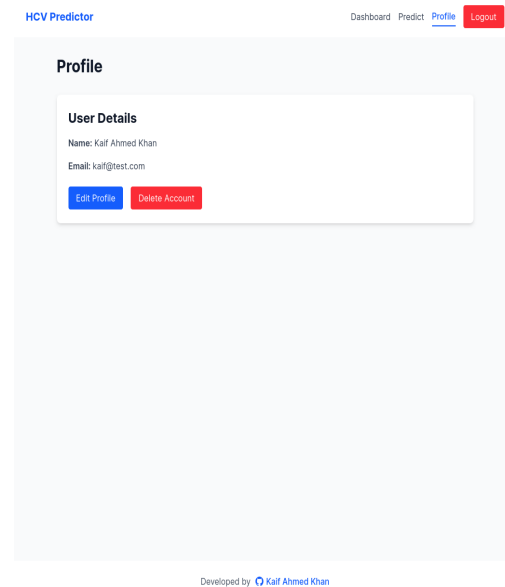 HCV Predictor Dashboard Predict Profile Logout
Profile
User Details
Name: Kaif Ahmed Khan
Email: kaif@test.com
Edit Profile Delete Account
Developed by Kaif Ahmed Khan